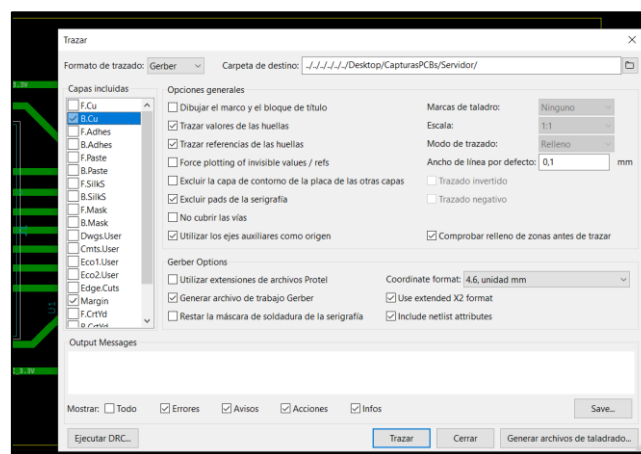 Trazar
Formato de trazado: Gerber Carpeta de destino: ../../../../../../Desktop/CapturasPCBs/Servidor/
Capas incluidas
F.Cu
B.Cu
F.Adhes
B.Adhes
F.Paste
B.Paste
F.SilkS
B.SilkS
F.Mask
B.Mask
Dwgs.User
Cmts.User
Eco1.User
Eco2.User
Edge.Cuts
Margin
F.CrtYd
B.CrtYd
Opciones generales
Dibujar el marco y el bloque de título
Trazar valores de las huellas
Trazar referencias de las huellas
Force plotting of invisible values / refs
Excluir la capa de contorno de la placa de las otras capas
Excluir pads de la serigrafía
No cubrir las vías
Utilizar los ejes auxiliares como origen
Marcas de taladro: Ninguno
Escala: 1:1
Modo de trazado: Relleno
Ancho de línea por defecto: 0,1 mm
Trazado invertido
Trazado negativo
Comprobar relleno de zonas antes de trazar
Gerber Options
Utilizar extensiones de archivos Protel
Generar archivo de trabajo Gerber
Restar la máscara de soldadura de la serigrafía
Coordinate format: 4.6, unidad mm
Use extended X2 format
Include netlist attributes
Output Messages
Mostrar: Todo Errores Avisos Acciones Infos Save...
Ejecutar DRC... Trazar Cerrar Generar archivos de taladrado...
U1